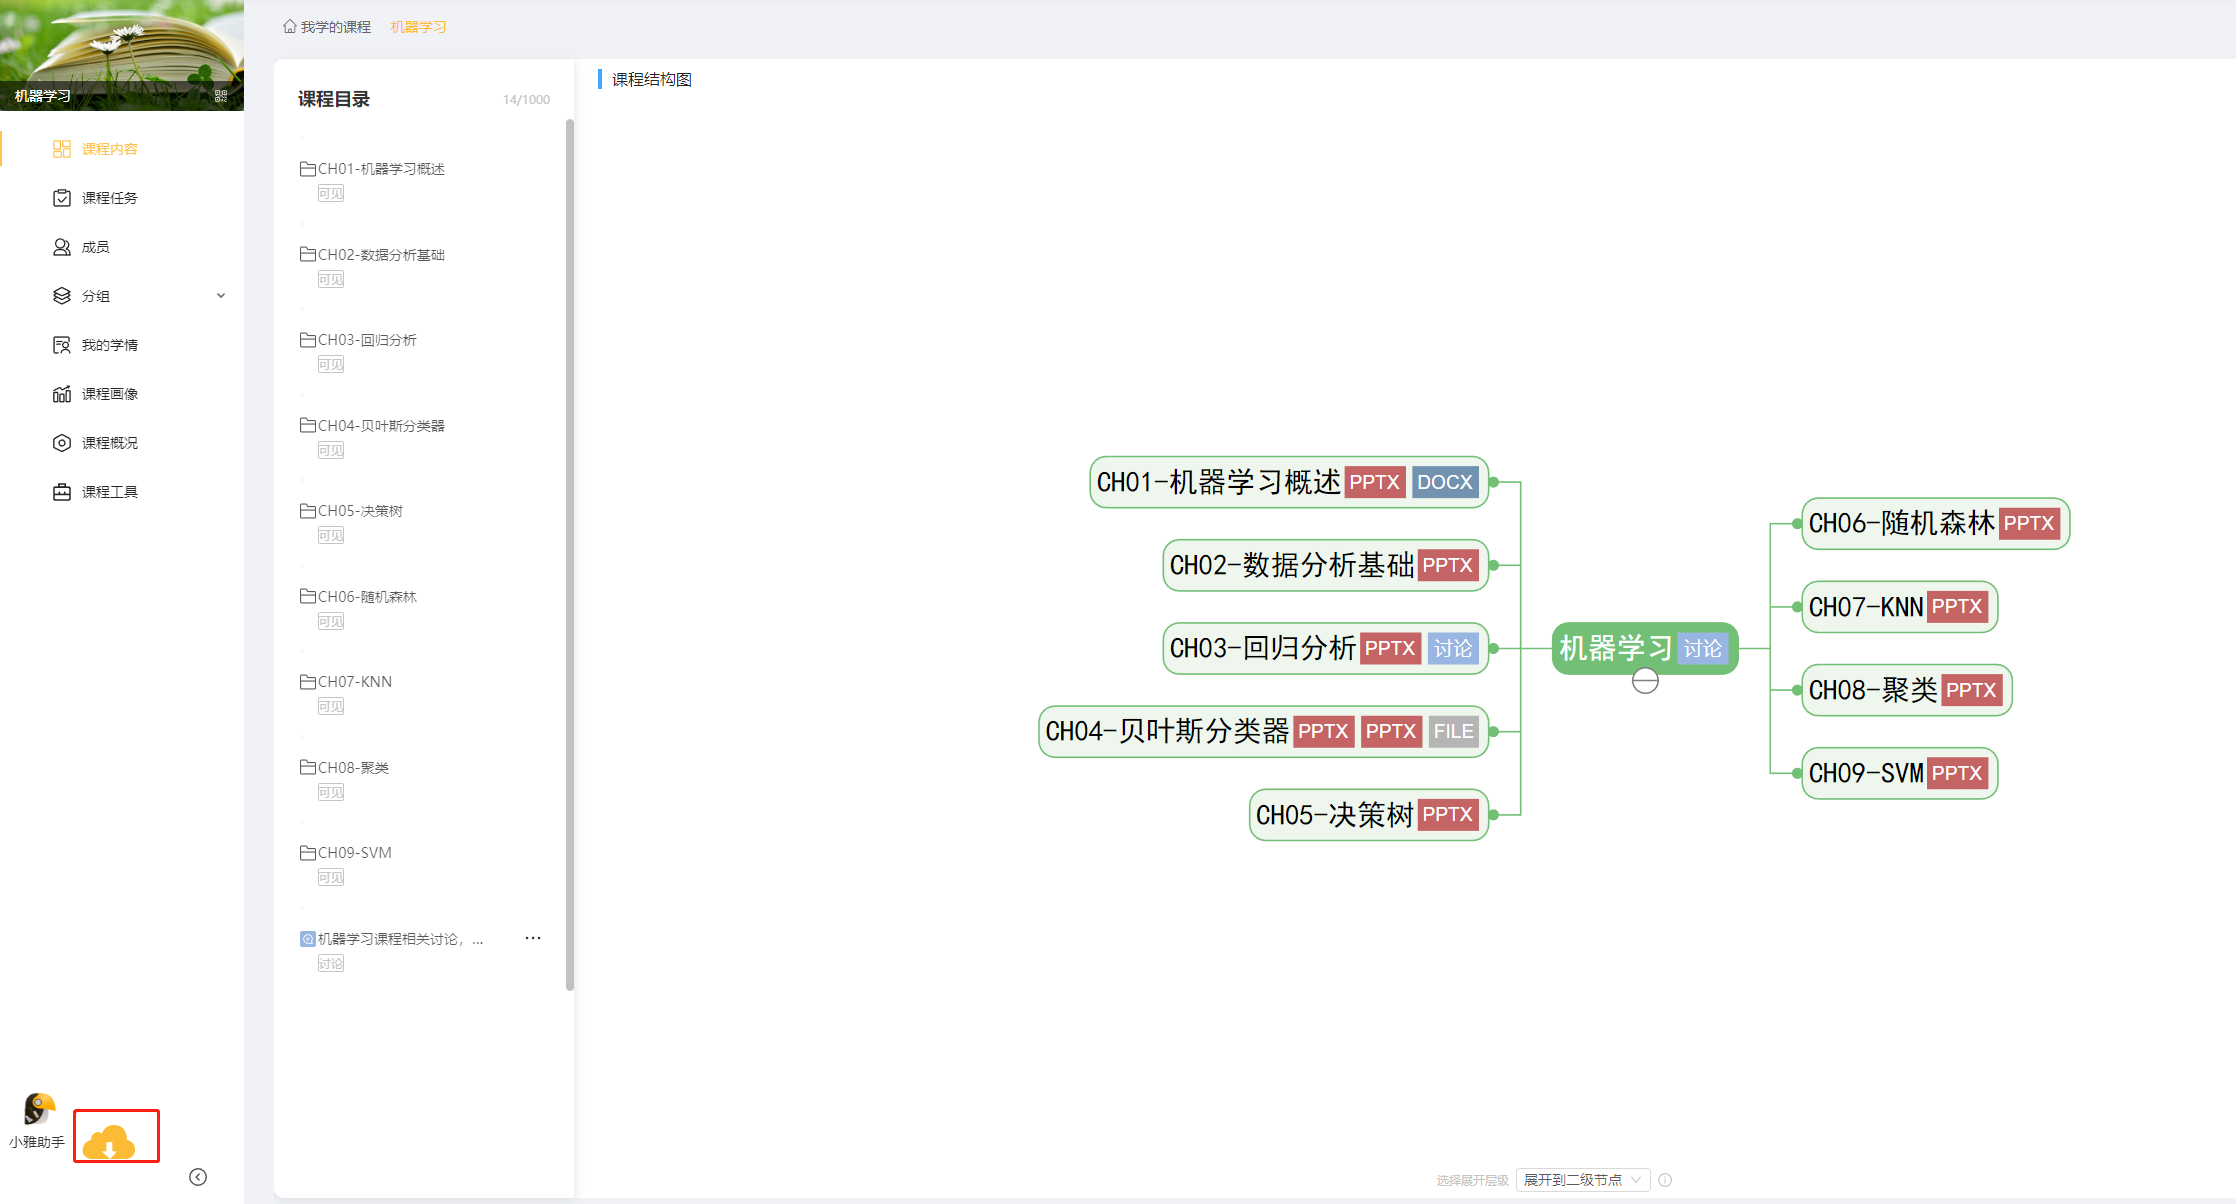 机器学习
课程内容
课程任务
成员
分组
我的学情
课程画像
课程概况
课程工具
小雅助手
我学的课程 机器学习
课程目录 14/1000
CH01-机器学习概述
可见
CH02-数据分析基础
可见
CH03-回归分析
可见
CH04-贝叶斯分类器
可见
CH05-决策树
可见
CH06-随机森林
可见
CH07-KNN
可见
CH08-聚类
可见
CH09-SVM
可见
机器学习课程相关讨论，... ...
讨论
课程结构图
CH01-机器学习概述 PPTX DOCX
CH02-数据分析基础 PPTX
CH03-回归分析 PPTX 讨论
CH04-贝叶斯分类器 PPTX PPTX FILE
CH05-决策树 PPTX
机器学习 讨论
CH06-随机森林 PPTX
CH07-KNN PPTX
CH08-聚类 PPTX
CH09-SVM PPTX
选择展开层级 展开到二级节点